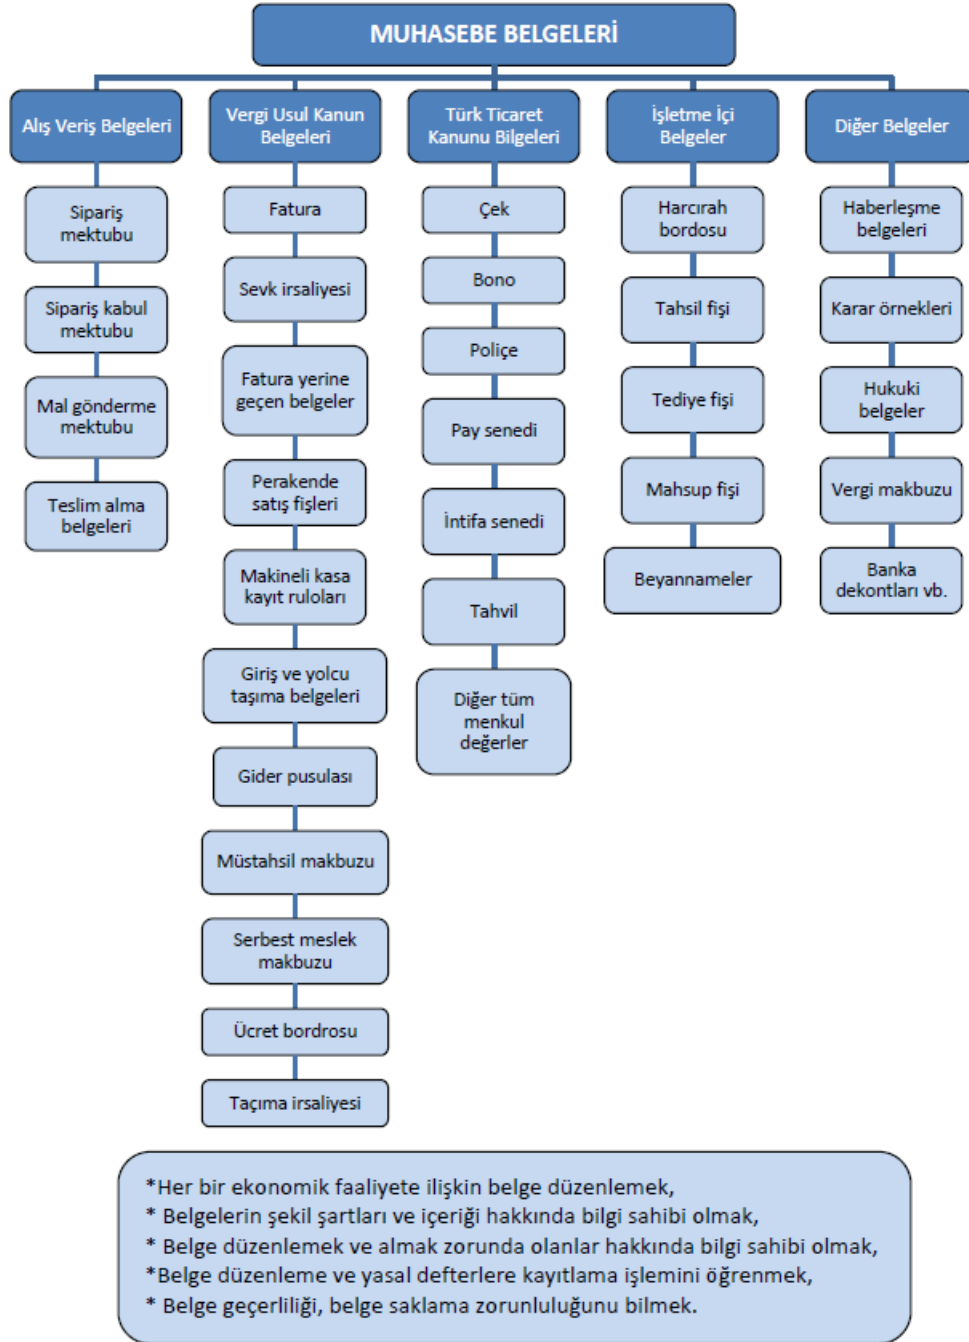 MUHASEBE BELGELERİ
Alış Veriş Belgeleri
Sipariş
mektubu
Sipariş kabul
mektubu
Mal gönderme
mektubu
Teslim alma
belgeleri
Vergi Usul Kanun
Belgeleri
Fatura
Sevk irsaliyesi
Fatura yerine
geçen belgeler
Perakende
satış fişleri
Makineli kasa
kayıt ruloları
Giriş ve yolcu
taşıma belgeleri
Gider pusulası
Müstahsil makbuzu
Serbest meslek
makbuzu
Ücret bordrosu
Taçıma irsaliyesi
Türk Ticaret
Kanunu Bilgeleri
Çek
Bono
Poliçe
Pay senedi
İntifa senedi
Tahvil
Diğer tüm
menkul
değerler
İşletme İçi
Belgeler
Harcırah
bordosu
Tahsil fişi
Tediye fişi
Mahsup fişi
Beyannameler
Diğer Belgeler
Haberleşme
belgeleri
Karar örnekleri
Hukuki
belgeler
Vergi makbuzu
Banka
dekontları vb.
*Her bir ekonomik faaliyete ilişkin belge düzenlemek,
* Belgelerin şekil şartları ve içeriği hakkında bilgi sahibi olmak,
* Belge düzenlemek ve almak zorunda olanlar hakkında bilgi sahibi olmak,
*Belge düzenleme ve yasal defterlere kayıtlama işlemini öğrenmek,
* Belge geçerliliği, belge saklama zorunluluğunu bilmek.